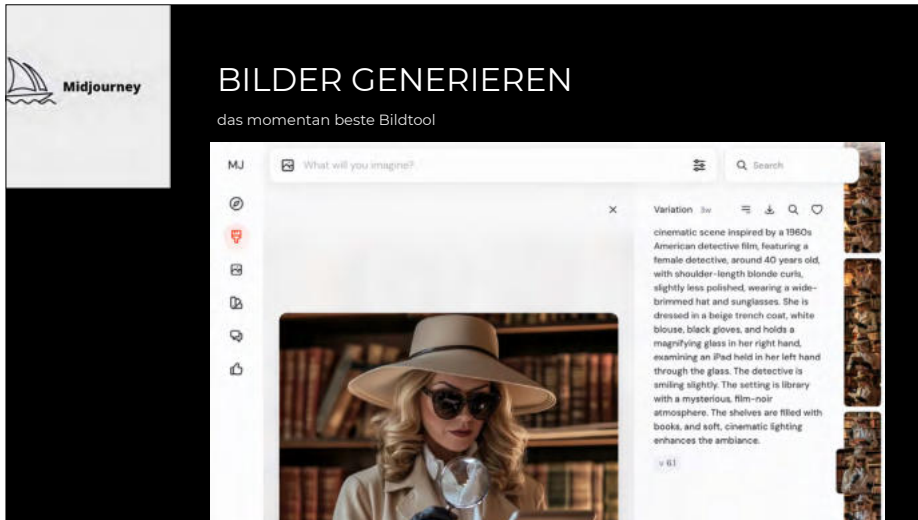 Midjourney
BILDER GENERIEREN
das momentan beste Bildtool
MJ
What will you imagine?
Search
Variation 3w
cinematic scene inspired by a 1960s
American detective film, featuring a
female detective, around 40 years old,
with shoulder-length blonde curls,
slightly less polished, wearing a wide-
brimmed hat and sunglasses. She is
dressed in a beige trench coat, white
blouse, black gloves, and holds a
magnifying glass in her right hand,
examining an iPad held in her left hand
through the glass. The detective is
smiling slightly. The setting is library
with a mysterious, film-noir
atmosphere. The shelves are filled with
books, and soft, cinematic lighting
enhances the ambiance.
v 6.1